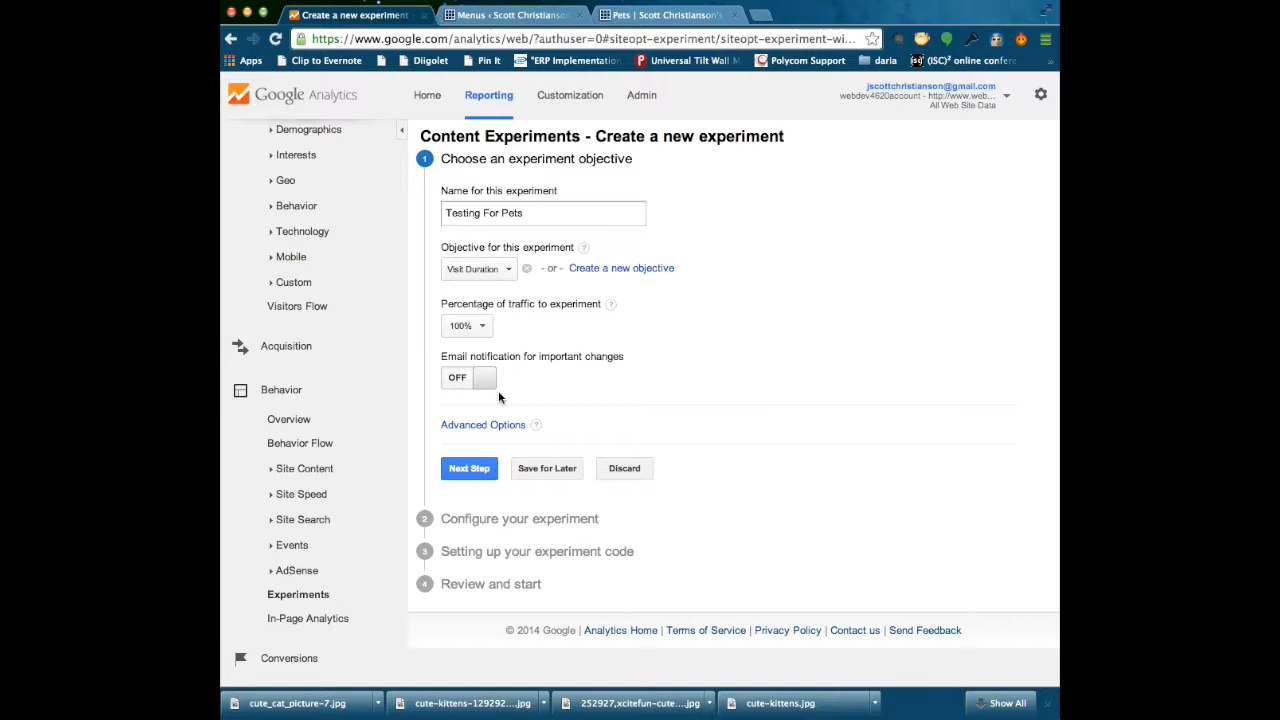 Create a new experiment
Menus ‹ Scott Christianson
Pets | Scott Christianson's
https://www.google.com/analytics/web/?authuser=0#siteopt-experiment/siteopt-experiment-wi...
Apps
Clip to Evernote
Diigolet
Pin It
"ERP Implementation
Universal Tilt Wall M
Polycom Support
daria
(ISC)² online confere
Google Analytics
Home
Reporting
Customization
Admin
jscottchristianson@gmail.com
webdev4620account - http://www.web...
All Web Site Data
Demographics
Interests
Geo
Behavior
Technology
Mobile
Custom
Visitors Flow
Acquisition
Behavior
Overview
Behavior Flow
Site Content
Site Speed
Site Search
Events
AdSense
Experiments
In-Page Analytics
Conversions
Content Experiments - Create a new experiment
1 Choose an experiment objective
Name for this experiment
Testing For Pets
Objective for this experiment ?
Visit Duration - or - Create a new objective
Percentage of traffic to experiment ?
100%
Email notification for important changes
OFF
Advanced Options ?
Next Step Save for Later Discard
2 Configure your experiment
3 Setting up your experiment code
4 Review and start
© 2014 Google | Analytics Home | Terms of Service | Privacy Policy | Contact us | Send Feedback
cute_cat_picture-7.jpg
cute-kittens-129292....jpg
252927,xcitefun-cute-....jpg
cute-kittens.jpg
Show All